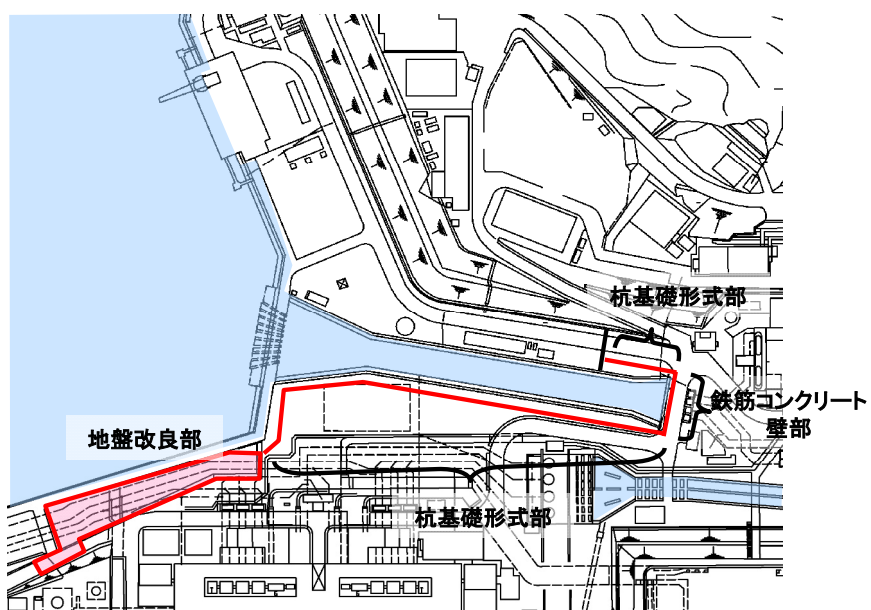 杭基礎形式部
鉄筋コンクリート
壁部
地盤改良部
杭基礎形式部